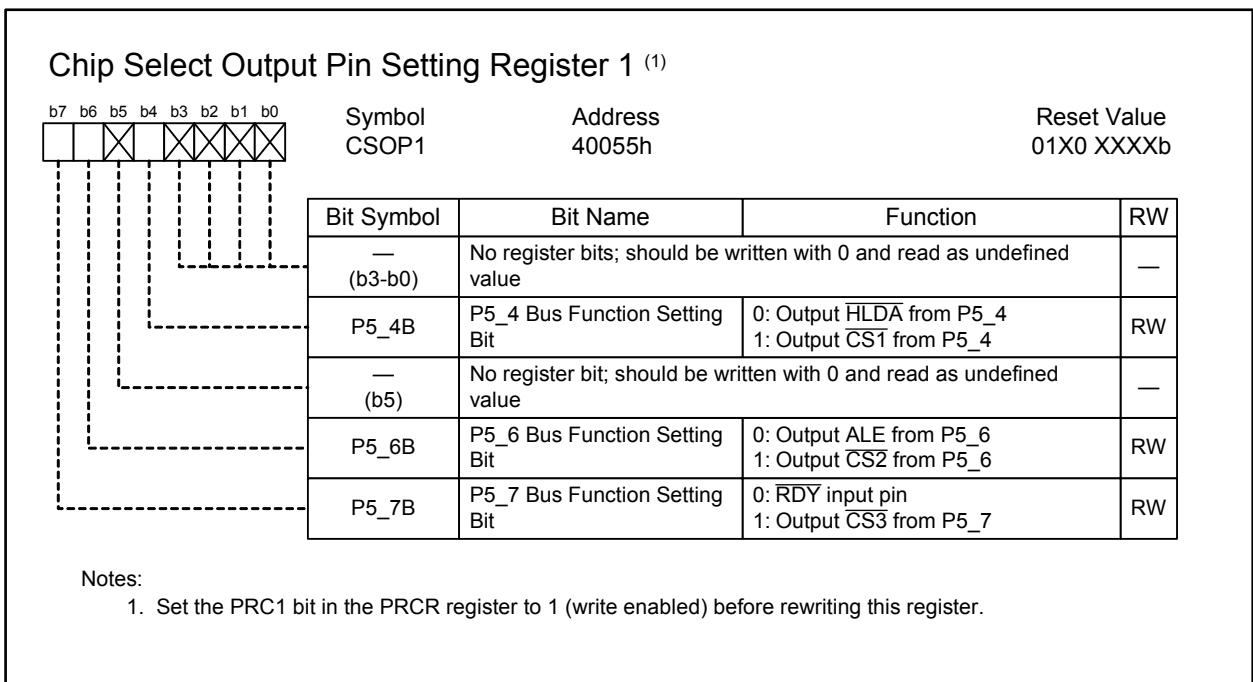 Chip Select Output Pin Setting Register 1 (1)
b7 b6 b5 b4 b3 b2 b1 b0
Symbol Address Reset Value
CSOP1 40055h 01X0 XXXXb
Bit Symbol Bit Name Function RW
—
(b3-b0)
No register bits; should be written with 0 and read as undefined
value
—
P5_4B
P5_4 Bus Function Setting
Bit
0: Output HLDA from P5_4
1: Output CS1 from P5_4
RW
—
(b5)
No register bit; should be written with 0 and read as undefined
value
—
P5_6B
P5_6 Bus Function Setting
Bit
0: Output ALE from P5_6
1: Output CS2 from P5_6
RW
P5_7B
P5_7 Bus Function Setting
Bit
0: RDY input pin
1: Output CS3 from P5_7
RW
Notes:
1. Set the PRC1 bit in the PRCR register to 1 (write enabled) before rewriting this register.